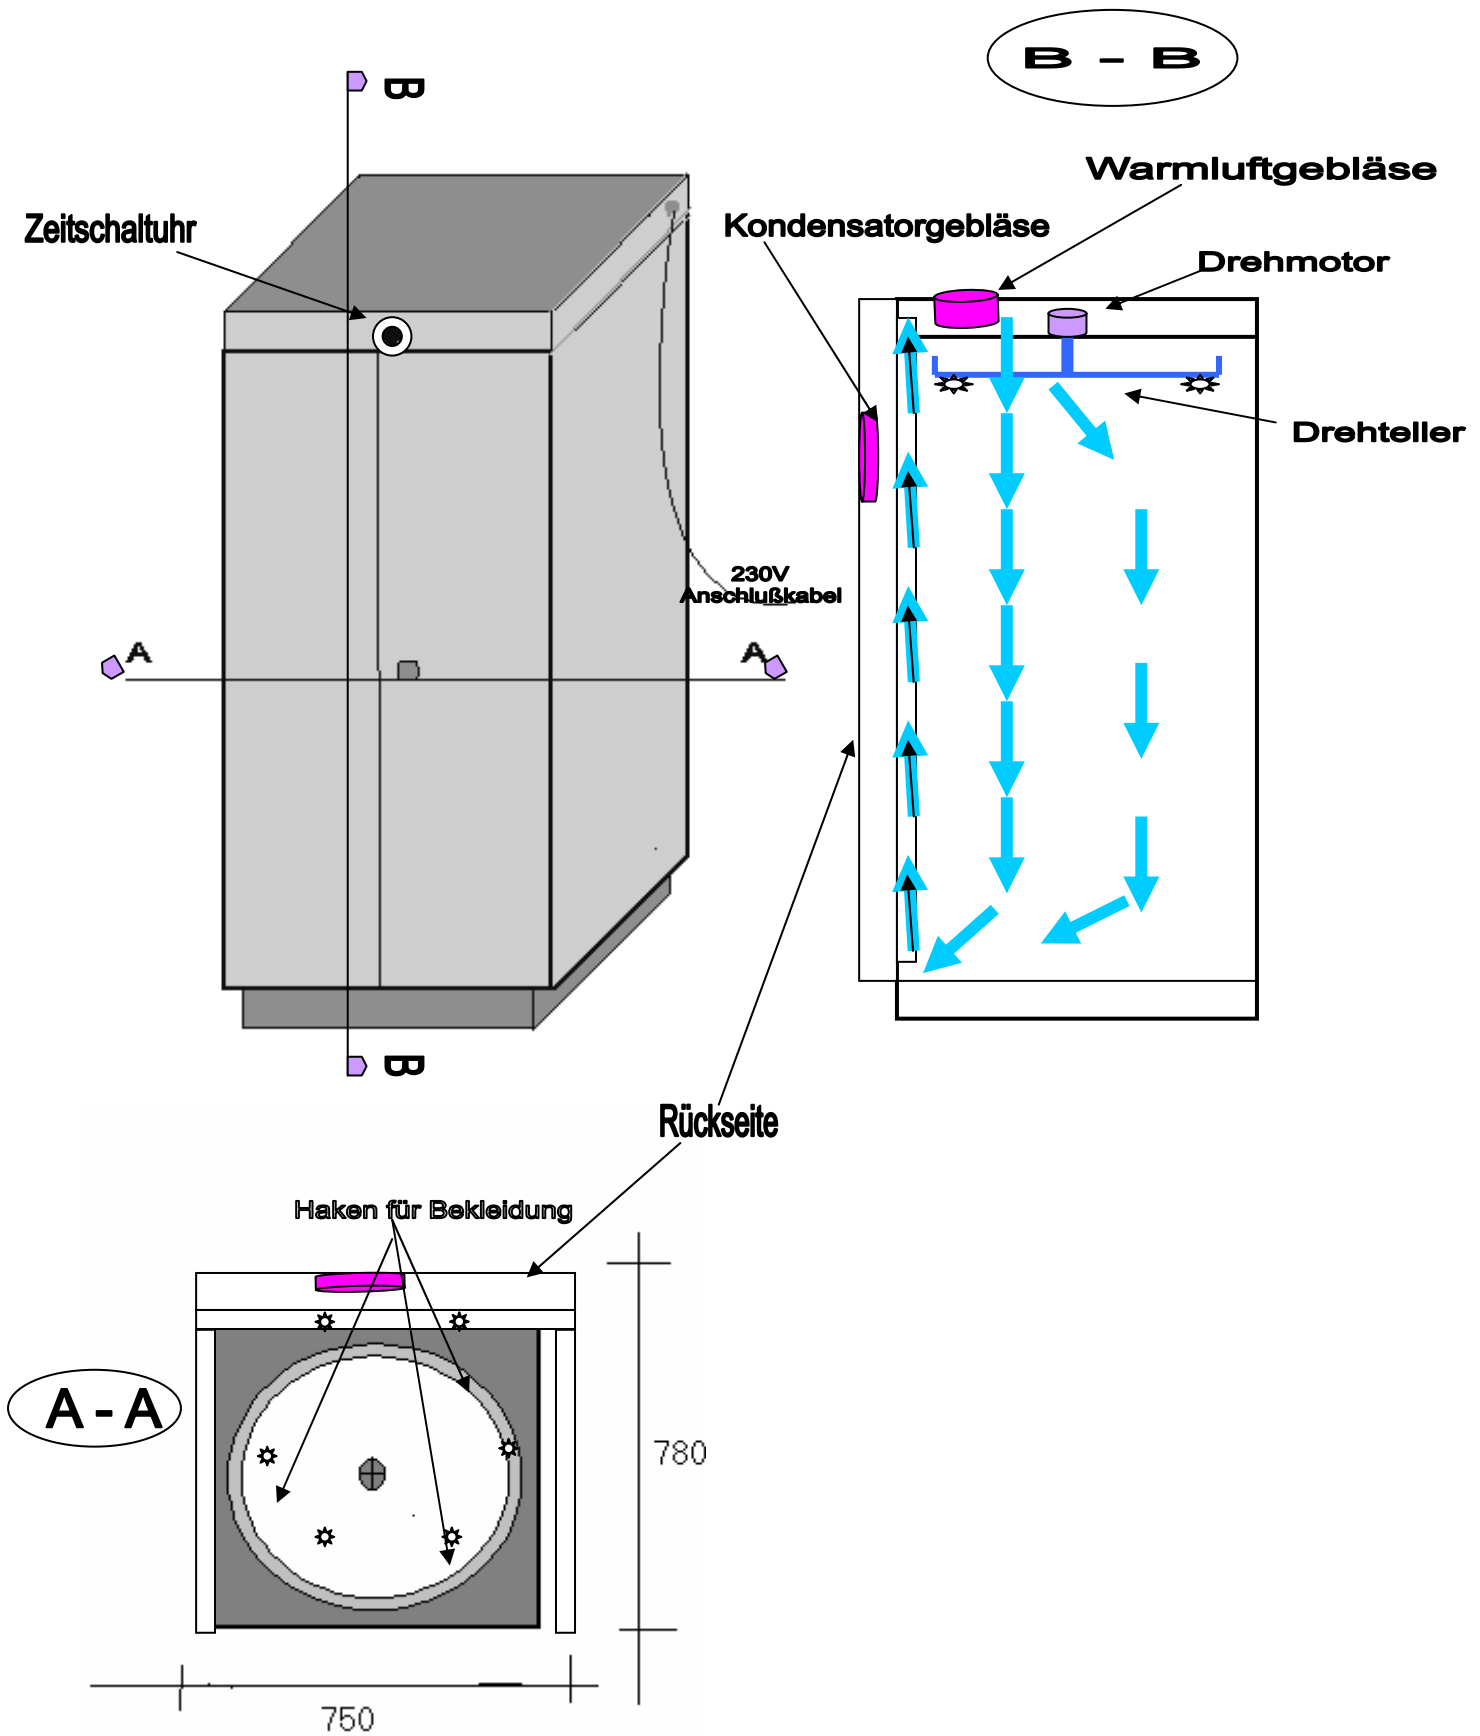 B - B
B
Warmluftgebläse
Zeitschaltuhr
Kondensatorgebläse
Drehmotor
Drehteller
230V
Anschlußkabel
A
A
B
Rückseite
Haken für Bekleidung
A - A
780
750